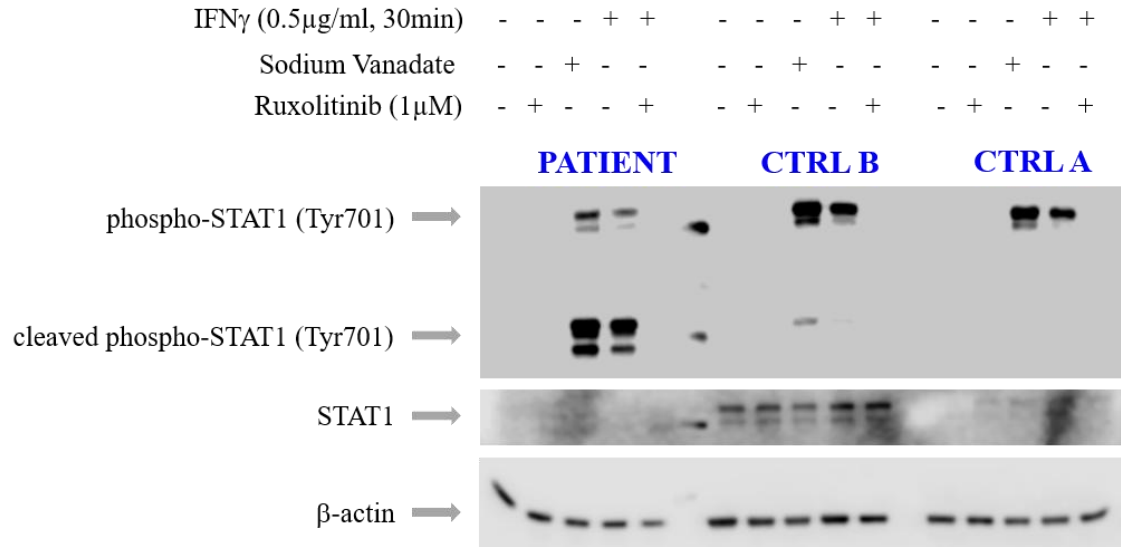 IFNγ (0.5µg/ml, 30min) - - - + + - - - + + - - - + +
Sodium Vanadate - - + - - - - + - - - - + - -
Ruxolitinib (1µM) - + - - + - + - - + - + - - +
PATIENT CTRL B CTRL A
phospho-STAT1 (Tyr701)
cleaved phospho-STAT1 (Tyr701)
STAT1
β-actin